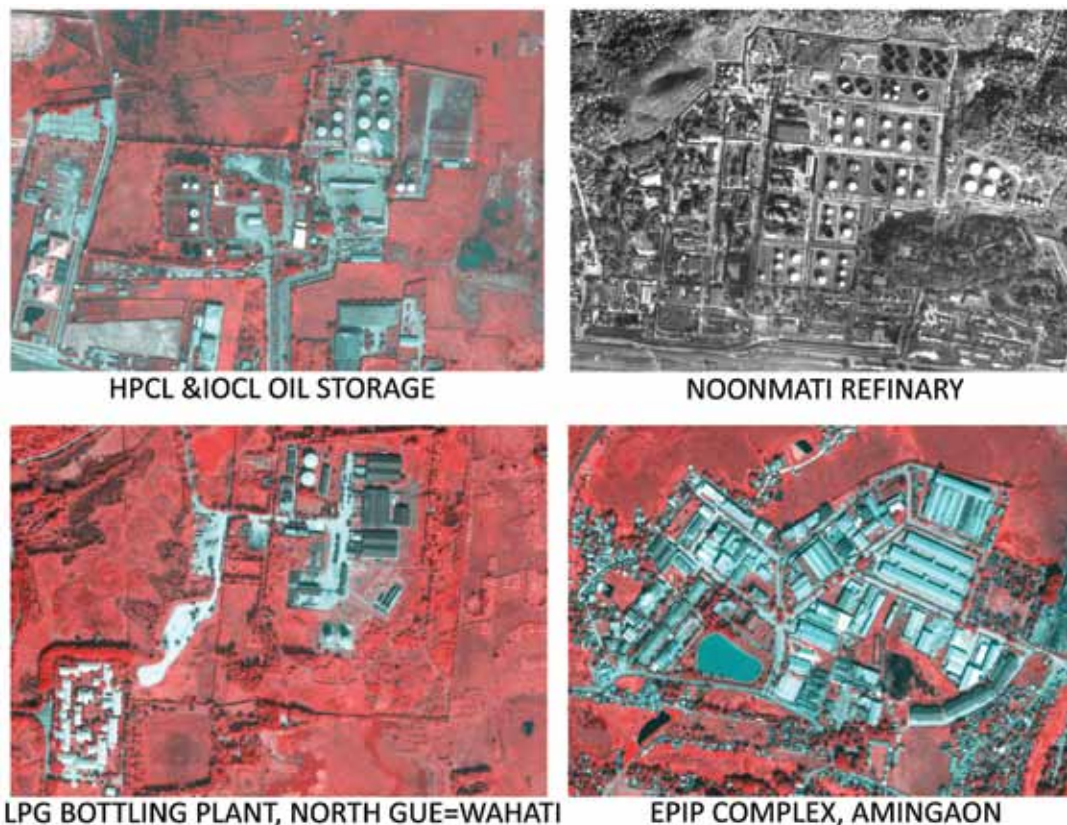 HPCL &IOCL OIL STORAGE
NOONMATI REFINARY
LPG BOTTLING PLANT, NORTH GUE=WAHATI
EPIP COMPLEX, AMINGAON